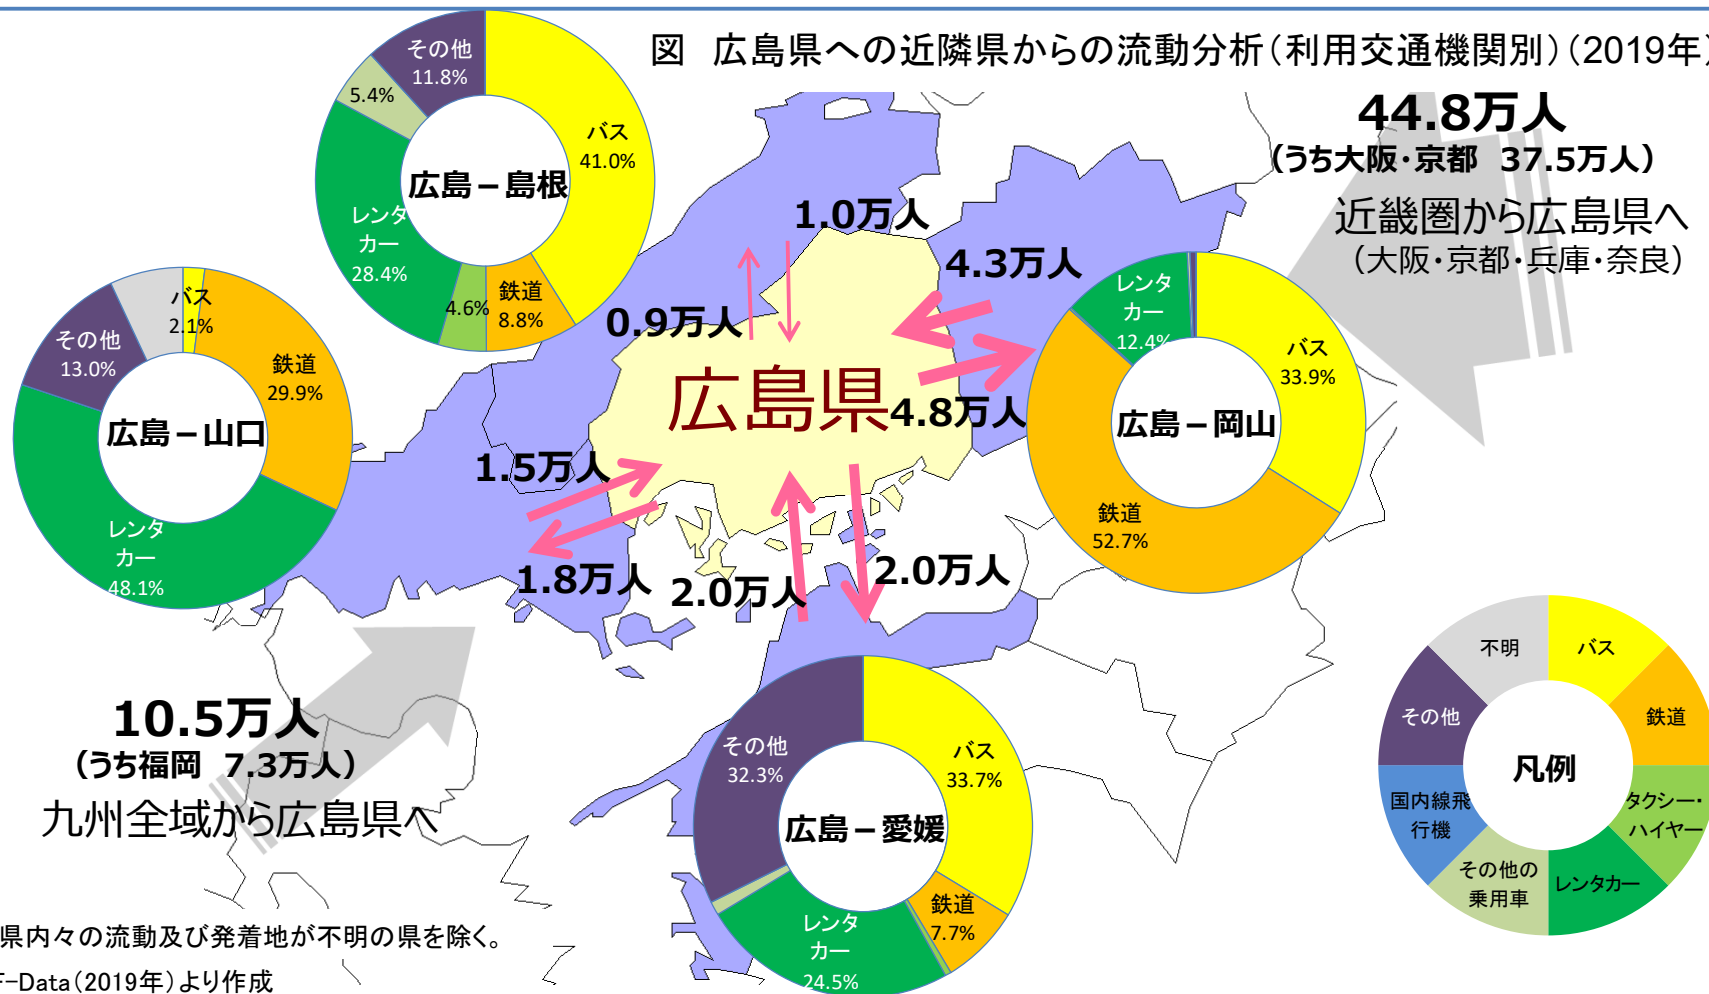 図 広島県への近隣県からの流動分析(利用交通機関別)(2019年)
44.8万人
(うち大阪・京都 37.5万人)
近畿圏から広島県へ
(大阪・京都・兵庫・奈良)
その他
11.8%
5.4%
バス
41.0%
広島－島根
レンタ
カー
28.4%
4.6%
鉄道
8.8%
1.0万人
0.9万人
4.3万人
4.8万人
広島県
レンタ
カー
12.4%
バス
33.9%
広島－岡山
鉄道
52.7%
バス
2.1%
その他
13.0%
鉄道
29.9%
広島－山口
レンタ
カー
48.1%
1.5万人
1.8万人
2.0万人
2.0万人
10.5万人
(うち福岡 7.3万人)
九州全域から広島県へ
その他
32.3%
バス
33.7%
広島－愛媛
鉄道
7.7%
レンタ
カー
24.5%
不明
バス
その他
鉄道
凡例
国内線飛
行機
タクシー・
ハイヤー
その他の
乗用車
レンタカー
県内々の流動及び発着地が不明の県を除く。
F-Data(2019年)より作成